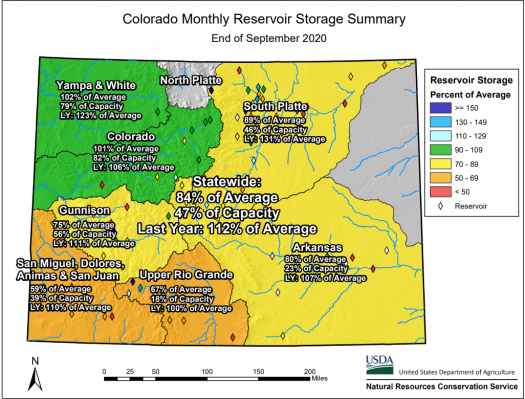 Colorado Monthly Reservoir Storage Summary
End of September 2020
Yampa & White
102% of Average
79% of Capacity
LY: 123% of Average
North Platte
South Platte
89% of Average
46% of Capacity
LY: 131% of Average
Colorado
101% of Average
82% of Capacity
LY: 106% of Average
Statewide:
84% of Average
47% of Capacity
Last Year: 112% of Average
Gunnison
75% of Average
56% of Capacity
LY: 111% of Average
Arkansas
80% of Average
23% of Capacity
LY: 107% of Average
San Miguel, Dolores,
Animas & San Juan
59% of Average
39% of Capacity
LY: 110% of Average
Upper Rio Grande
67% of Average
18% of Capacity
LY: 100% of Average
Reservoir Storage
Percent of Average
>= 150
130 - 149
110 - 129
90 - 109
70 - 89
50 - 69
< 50
Reservoir
N
0 25 50 100 150 200
Miles
USDA
United States Department of Agriculture
Natural Resources Conservation Service